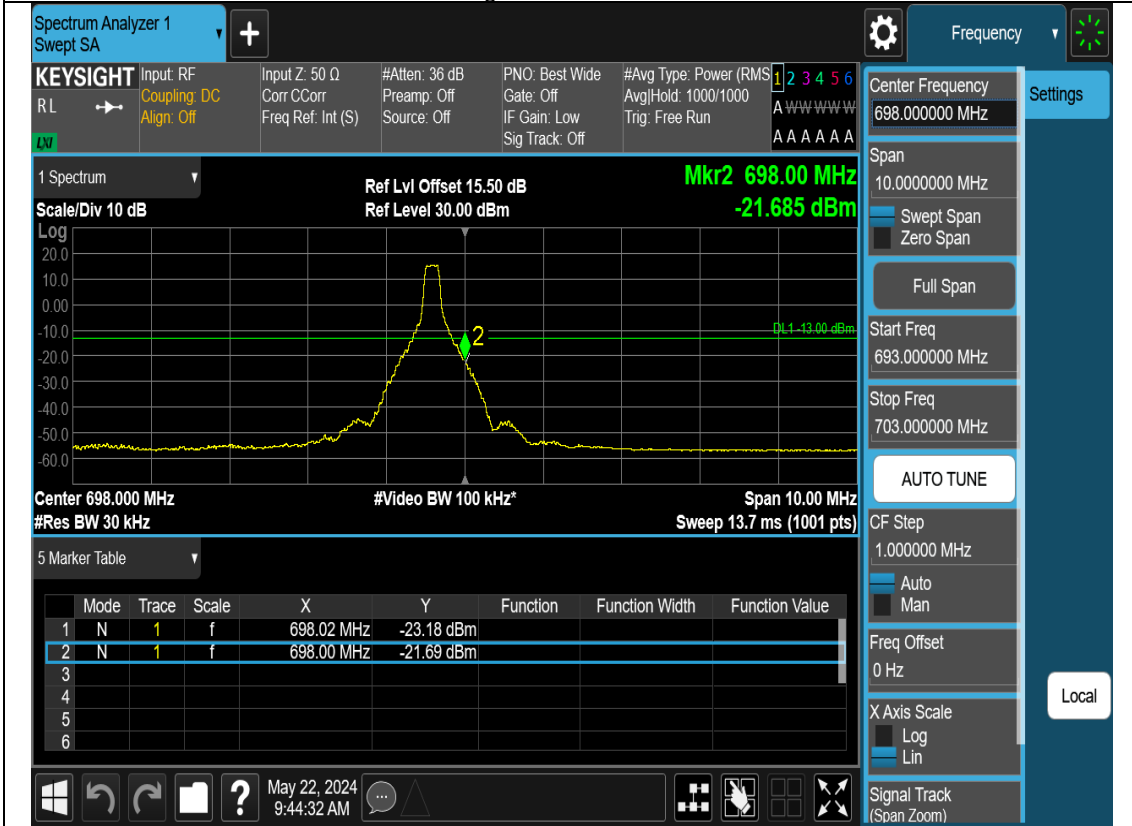 Spectrum Analyzer 1
Swept SA
+
Frequency
KEYSIGHT
R L
LXI
Input: RF
Coupling: DC
Align: Off
Input Z: 50 Ω
Corr CCorr
Freq Ref: Int (S)
#Atten: 36 dB
Preamp: Off
Source: Off
PNO: Best Wide
Gate: Off
IF Gain: Low
Sig Track: Off
#Avg Type: Power (RMS
Avg|Hold: 1000/1000
Trig: Free Run
1 2 3 4 5 6
A W W W W W
A A A A A A
1 Spectrum
Scale/Div 10 dB
Ref Lvl Offset 15.50 dB
Ref Level 30.00 dBm
Mkr2 698.00 MHz
-21.685 dBm
Log
20.0
10.0
0.00
-10.0
-20.0
-30.0
-40.0
-50.0
-60.0
2
DL1 -13.00 dBm
Center 698.000 MHz
#Res BW 30 kHz
#Video BW 100 kHz*
Span 10.00 MHz
Sweep 13.7 ms (1001 pts)
5 Marker Table
Mode Trace Scale X Y Function Function Width Function Value
1 N 1 f 698.02 MHz -23.18 dBm
2 N 1 f 698.00 MHz -21.69 dBm
3
4
5
6
?
May 22, 2024
9:44:32 AM
Center Frequency
698.000000 MHz
Settings
Span
10.0000000 MHz
Swept Span
Zero Span
Full Span
Start Freq
693.000000 MHz
Stop Freq
703.000000 MHz
AUTO TUNE
CF Step
1.000000 MHz
Auto
Man
Freq Offset
0 Hz
X Axis Scale
Log
Lin
Local
Signal Track
(Span Zoom)